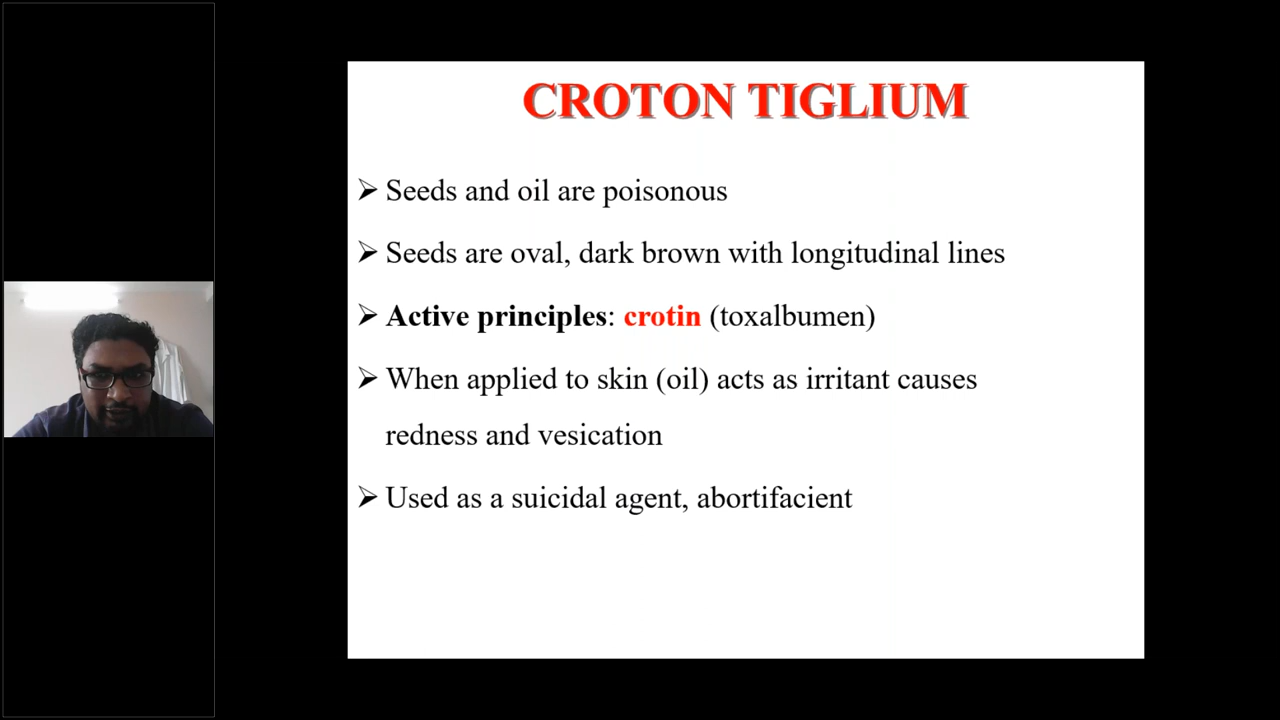 CROTON TIGLIUM
➢ Seeds and oil are poisonous
➢ Seeds are oval, dark brown with longitudinal lines
➢ Active principles: crotin (toxalbumen)
➢ When applied to skin (oil) acts as irritant causes
redness and vesication
➢ Used as a suicidal agent, abortifacient